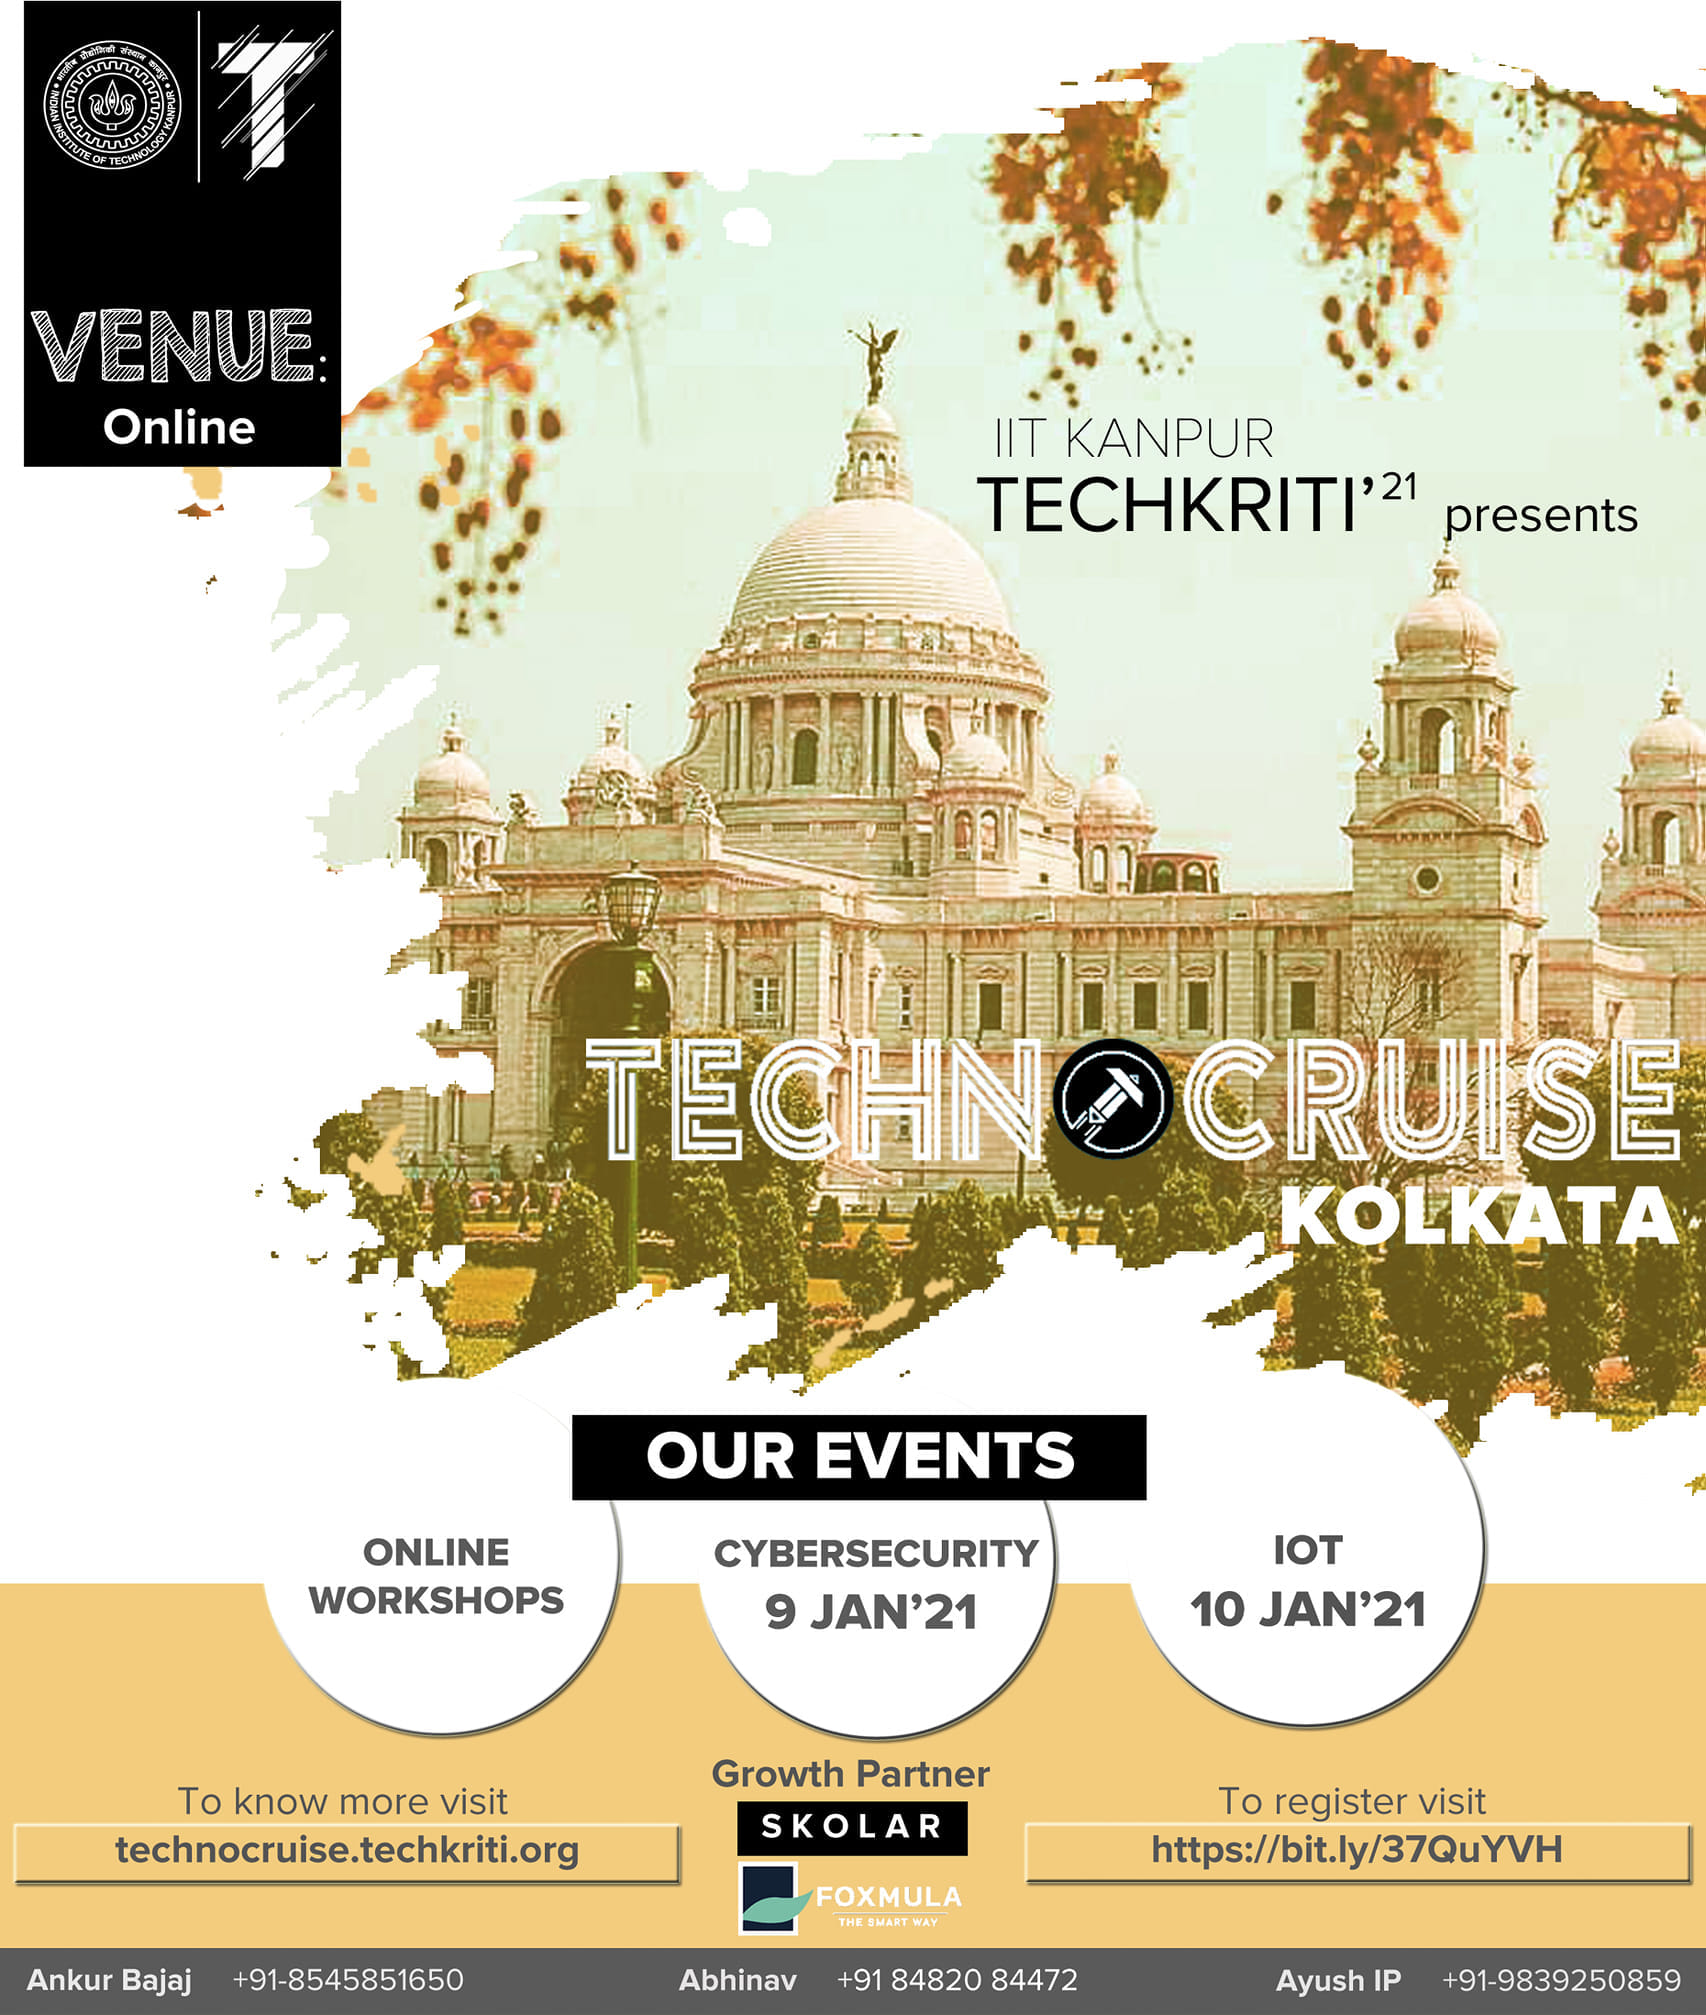 भारतीय प्रौद्योगिकी संस्थान कानपुर
INDIAN INSTITUTE OF TECHNOLOGY KANPUR
VENUE:
Online
IIT KANPUR
TECHKRITI'21 presents
TECHNOCRUISE
KOLKATA
OUR EVENTS
ONLINE
WORKSHOPS
CYBERSECURITY
9 JAN'21
IOT
10 JAN'21
To know more visit
technocruise.techkriti.org
Growth Partner
SKOLAR
FOXMULA
THE SMART WAY
To register visit
https://bit.ly/37QuYVH
Ankur Bajaj +91-8545851650
Abhinav +91 84820 84472
Ayush IP +91-9839250859